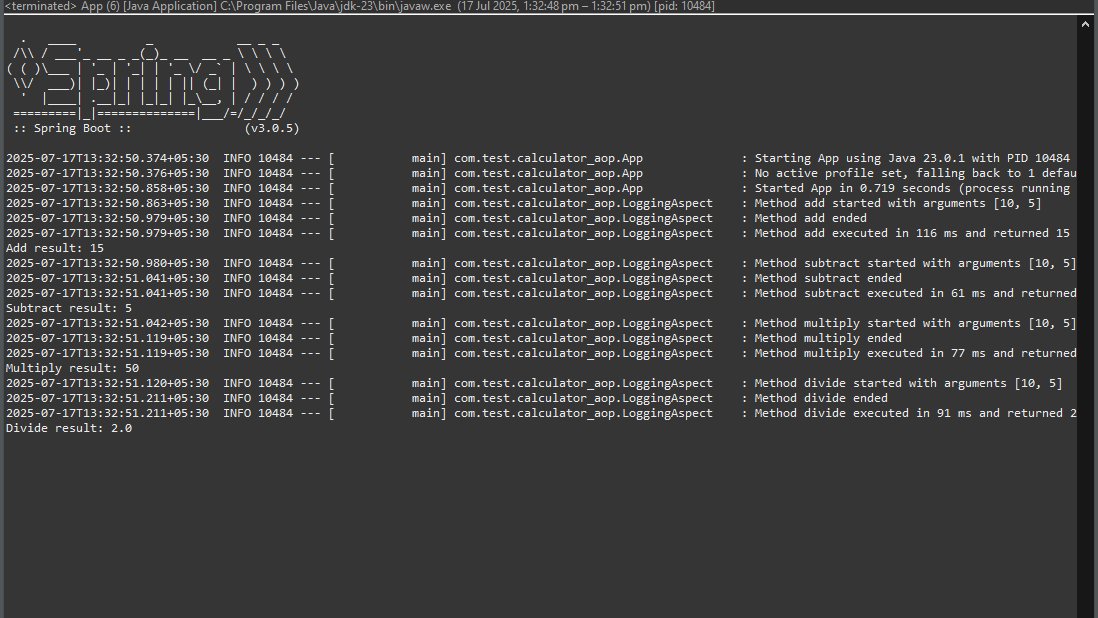 <terminated> App (6) [Java Application] C:\Program Files\Java\jdk-23\bin\javaw.exe (17 Jul 2025, 1:32:48 pm – 1:32:51 pm) [pid: 10484]
  .   ____          _            __ _ _
 /\\ / ___'_ __ _ _(_)_ __  __ _ \ \ \ \
( ( )\___ | '_ | '_| | '_ \/ _` | \ \ \ \
 \\/  ___)| |_)| | | | | || (_| |  ) ) ) )
  '  |____| .__|_| |_|_| |_\__, | / / / /
 =========|_|==============|___/=/_/_/_/
 :: Spring Boot ::                (v3.0.5)
2025-07-17T13:32:50.374+05:30  INFO 10484 --- [           main] com.test.calculator_aop.App              : Starting App using Java 23.0.1 with PID 10484
2025-07-17T13:32:50.376+05:30  INFO 10484 --- [           main] com.test.calculator_aop.App              : No active profile set, falling back to 1 defau
2025-07-17T13:32:50.858+05:30  INFO 10484 --- [           main] com.test.calculator_aop.App              : Started App in 0.719 seconds (process running
2025-07-17T13:32:50.863+05:30  INFO 10484 --- [           main] com.test.calculator_aop.LoggingAspect    : Method add started with arguments [10, 5]
2025-07-17T13:32:50.979+05:30  INFO 10484 --- [           main] com.test.calculator_aop.LoggingAspect    : Method add ended
2025-07-17T13:32:50.979+05:30  INFO 10484 --- [           main] com.test.calculator_aop.LoggingAspect    : Method add executed in 116 ms and returned 15
Add result: 15
2025-07-17T13:32:50.980+05:30  INFO 10484 --- [           main] com.test.calculator_aop.LoggingAspect    : Method subtract started with arguments [10, 5]
2025-07-17T13:32:51.041+05:30  INFO 10484 --- [           main] com.test.calculator_aop.LoggingAspect    : Method subtract ended
2025-07-17T13:32:51.041+05:30  INFO 10484 --- [           main] com.test.calculator_aop.LoggingAspect    : Method subtract executed in 61 ms and returned
Subtract result: 5
2025-07-17T13:32:51.042+05:30  INFO 10484 --- [           main] com.test.calculator_aop.LoggingAspect    : Method multiply started with arguments [10, 5]
2025-07-17T13:32:51.119+05:30  INFO 10484 --- [           main] com.test.calculator_aop.LoggingAspect    : Method multiply ended
2025-07-17T13:32:51.119+05:30  INFO 10484 --- [           main] com.test.calculator_aop.LoggingAspect    : Method multiply executed in 77 ms and returned
Multiply result: 50
2025-07-17T13:32:51.120+05:30  INFO 10484 --- [           main] com.test.calculator_aop.LoggingAspect    : Method divide started with arguments [10, 5]
2025-07-17T13:32:51.211+05:30  INFO 10484 --- [           main] com.test.calculator_aop.LoggingAspect    : Method divide ended
2025-07-17T13:32:51.211+05:30  INFO 10484 --- [           main] com.test.calculator_aop.LoggingAspect    : Method divide executed in 91 ms and returned 2
Divide result: 2.0